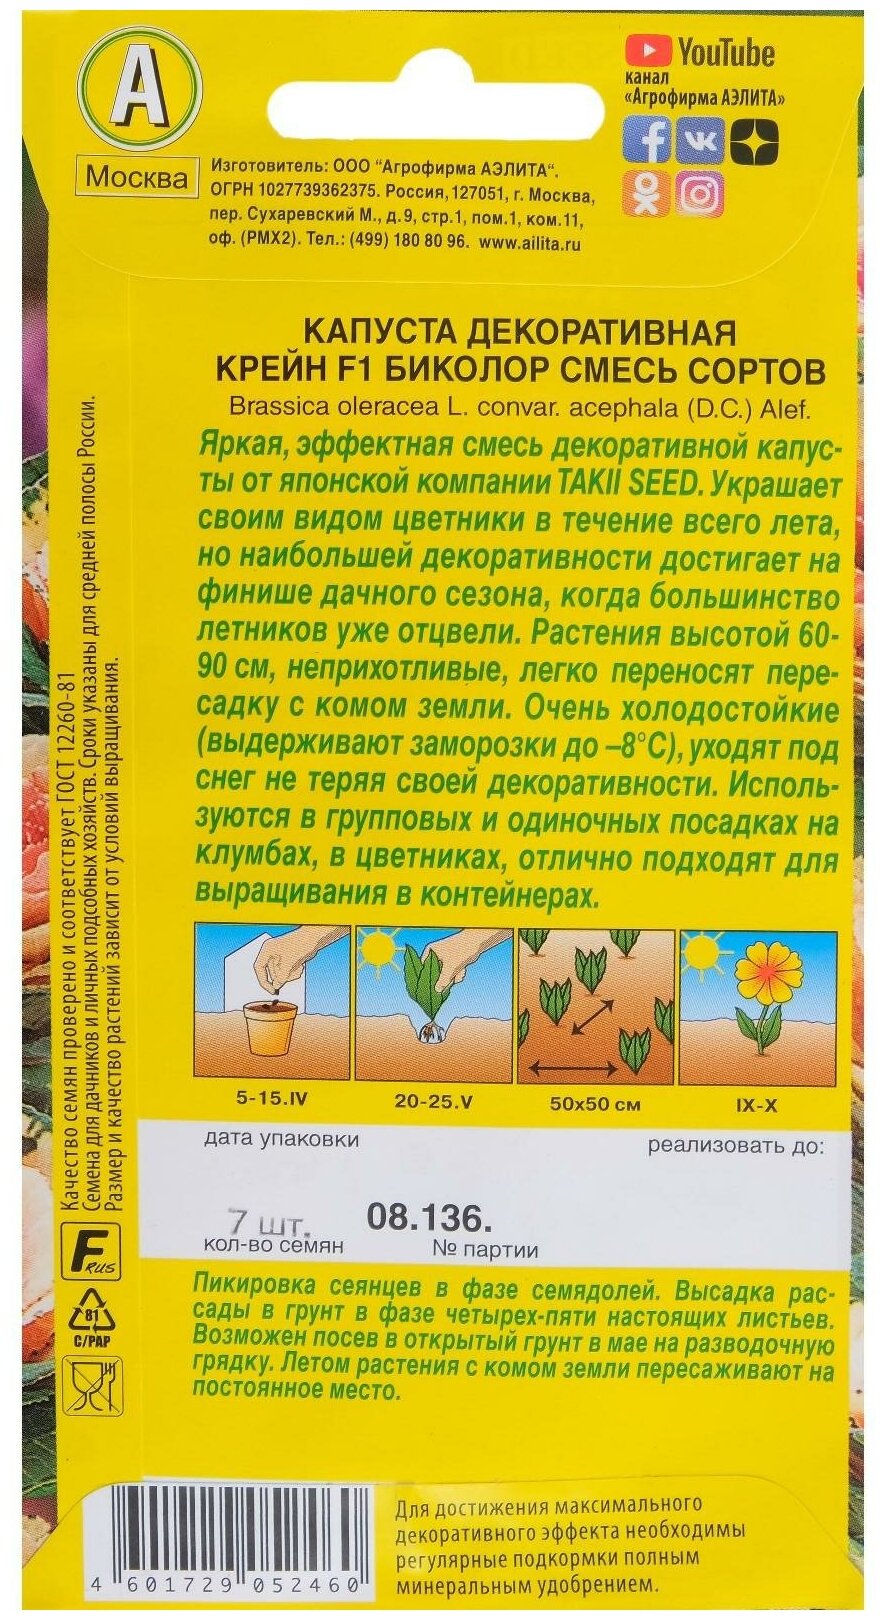 А
Москва
Изготовитель: ООО "Агрофирма АЭЛИТА".
ОГРН 1027739362375. Россия, 127051, г. Москва,
пер. Сухаревский М., д.9, стр.1, пом.1, ком.11,
оф. (РМХ2). Тел.: (499) 180 80 96. www.ailita.ru
YouTube
канал
«Агрофирма АЭЛИТА»
КАПУСТА ДЕКОРАТИВНАЯ
КРЕЙН F1 БИКОЛОР СМЕСЬ СОРТОВ
Brassica oleracea L. convar. acephala (D.C.) Alef.
Яркая, эффектная смесь декоративной капус-
ты от японской компании TAKII SEED. Украшает
своим видом цветники в течение всего лета,
но наибольшей декоративности достигает на
финише дачного сезона, когда большинство
летников уже отцвели. Растения высотой 60-
90 см, неприхотливые, легко переносят пере-
садку с комом земли. Очень холодостойкие
(выдерживают заморозки до –8°С), уходят под
снег не теряя своей декоративности. Исполь-
зуются в групповых и одиночных посадках на
клумбах, в цветниках, отлично подходят для
выращивания в контейнерах.
5-15.IV
20-25.V
50х50 см
IX-X
дата упаковки
реализовать до:
7 шт.
08.136.
кол-во семян
№ партии
Пикировка сеянцев в фазе семядолей. Высадка рас-
сады в грунт в фазе четырех-пяти настоящих листьев.
Возможен посев в открытый грунт в мае на разводочную
грядку. Летом растения с комом земли пересаживают на
постоянное место.
Качество семян проверено и соответствует ГОСТ 12260-81
Семена для дачников и личных подсобных хозяйств. Сроки указаны для средней полосы России.
Размер и качество растений зависит от условий выращивания.
F RUS
81
C/PAP
4 601729 052460
Для достижения максимального
декоративного эффекта необходимы
регулярные подкормки полным
минеральным удобрением.